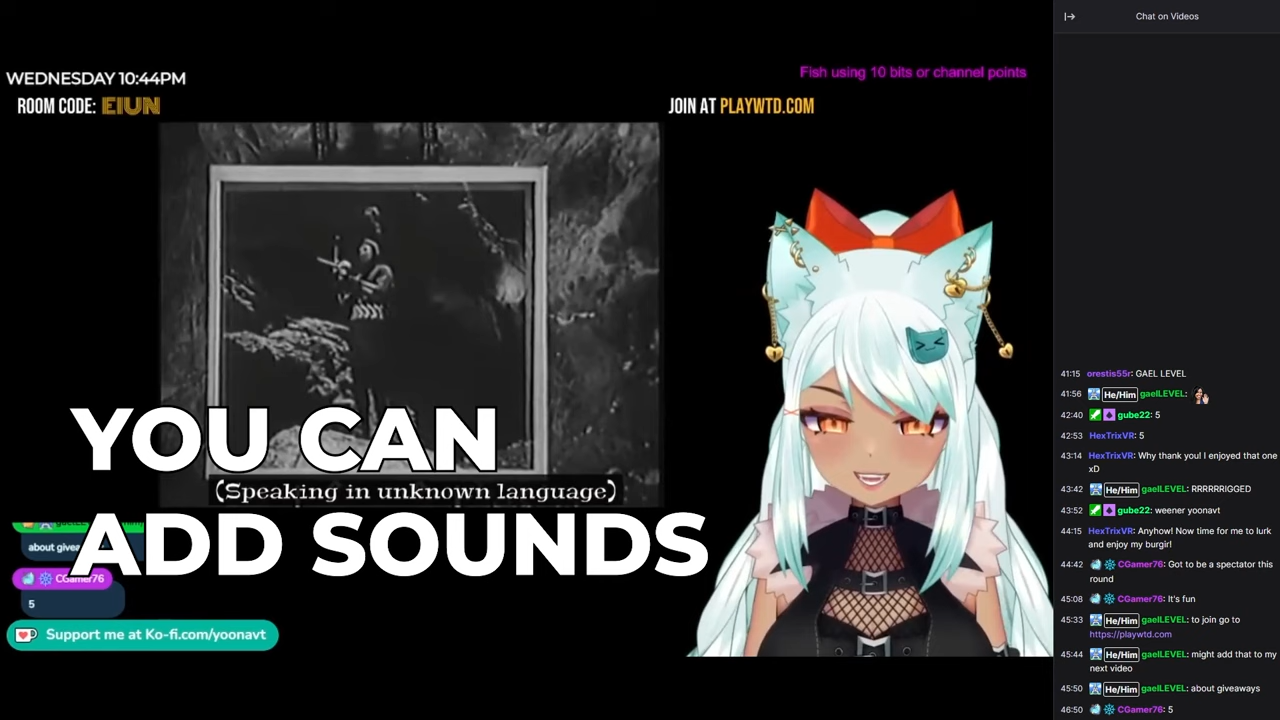 Chat on Videos
WEDNESDAY 10:44PM
Fish using 10 bits or channel points
ROOM CODE: EIUN
JOIN AT PLAYWTD.COM
YOU CAN
(Speaking in unknown language)
ADD SOUNDS
about
CGamer76
5
Support me at Ko-fi.com/yoonavt
41:15 orestis55r: GAEL LEVEL
41:56 He/Him gaelLEVEL:
42:40 gube22: 5
42:53 HexTrixVR: 5
43:14 HexTrixVR: Why thank you! I enjoyed that one
xD
43:42 He/Him gaelLEVEL: RRRRRIGGED
43:52 gube22: weener yoonavt
44:15 HexTrixVR: Anyhow! Now time for me to lurk
and enjoy my burgir!
44:42 CGamer76: Got to be a spectator this
round
45:08 CGamer76: It's fun
45:33 He/Him gaelLEVEL: to join go to
https://playwtd.com
45:44 He/Him gaelLEVEL: might add that to my
next video
45:50 He/Him gaelLEVEL: about giveaways
46:50 CGamer76: 5